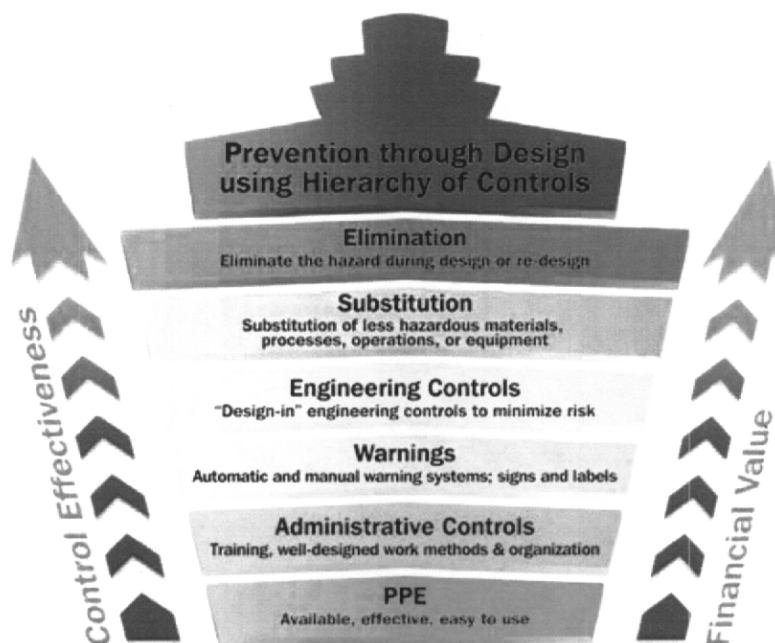 Prevention through Design
using Hierarchy of Controls
Elimination
Eliminate the hazard during design or re-design
Substitution
Substitution of less hazardous materials,
processes, operations, or equipment
Engineering Controls
“Design-in” engineering controls to minimize risk
Warnings
Automatic and manual warning systems; signs and labels
Administrative Controls
Training, well-designed work methods & organization
PPE
Available, effective, easy to use
Control Effectiveness
Financial Value